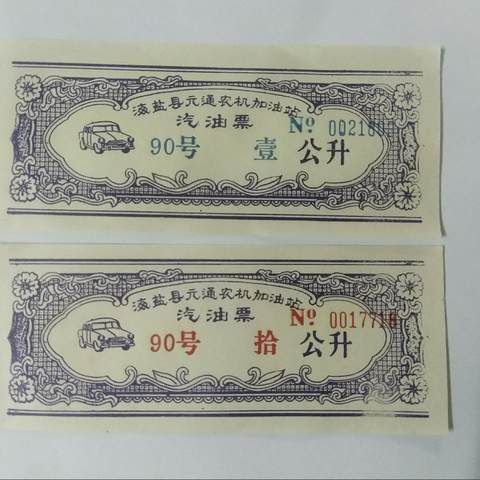 海盐县元通农机加油站
汽油票
№ 00218
90号 壹 公升
海盐县元通农机加油站
汽油票
№ 0017718
90号 拾 公升